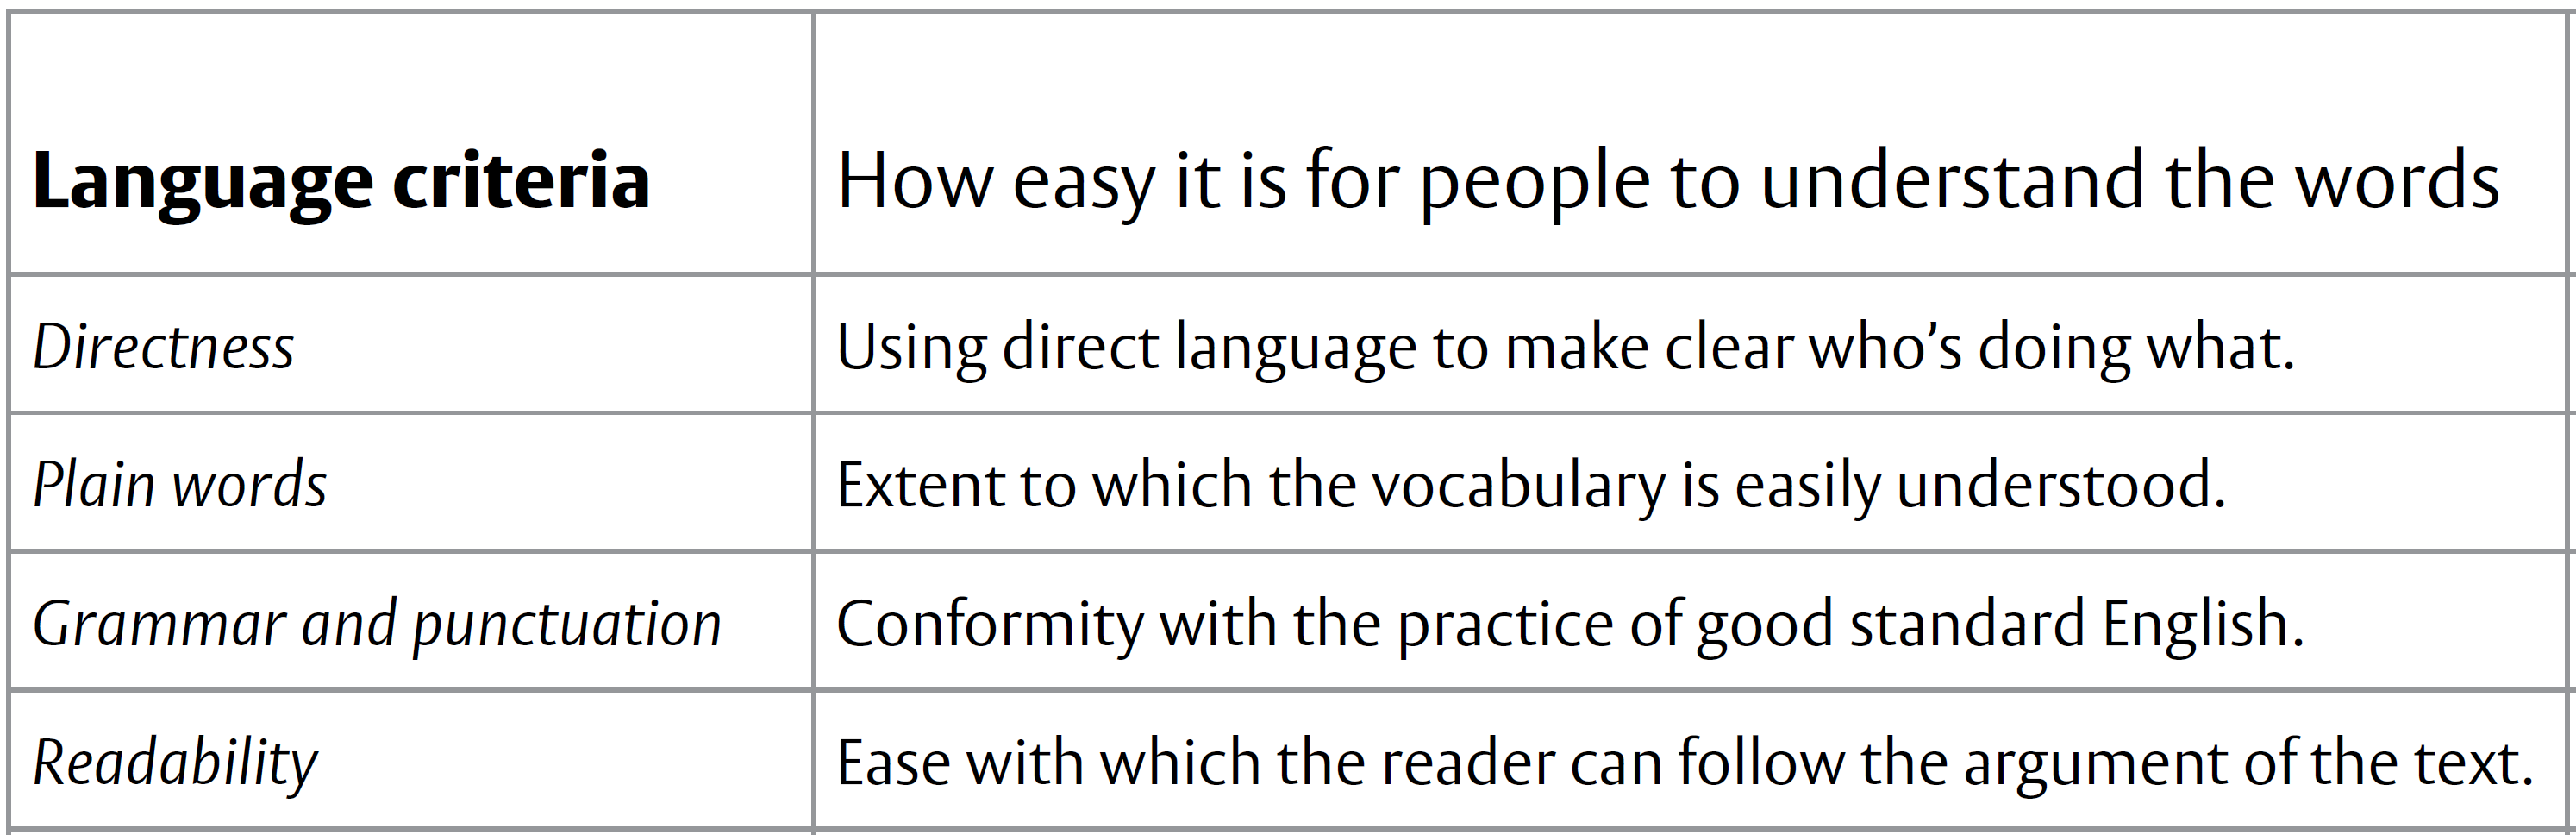 Language criteria How easy it is for people to understand the words
Directness Using direct language to make clear who’s doing what.
Plain words Extent to which the vocabulary is easily understood.
Grammar and punctuation Conformity with the practice of good standard English.
Readability Ease with which the reader can follow the argument of the text.